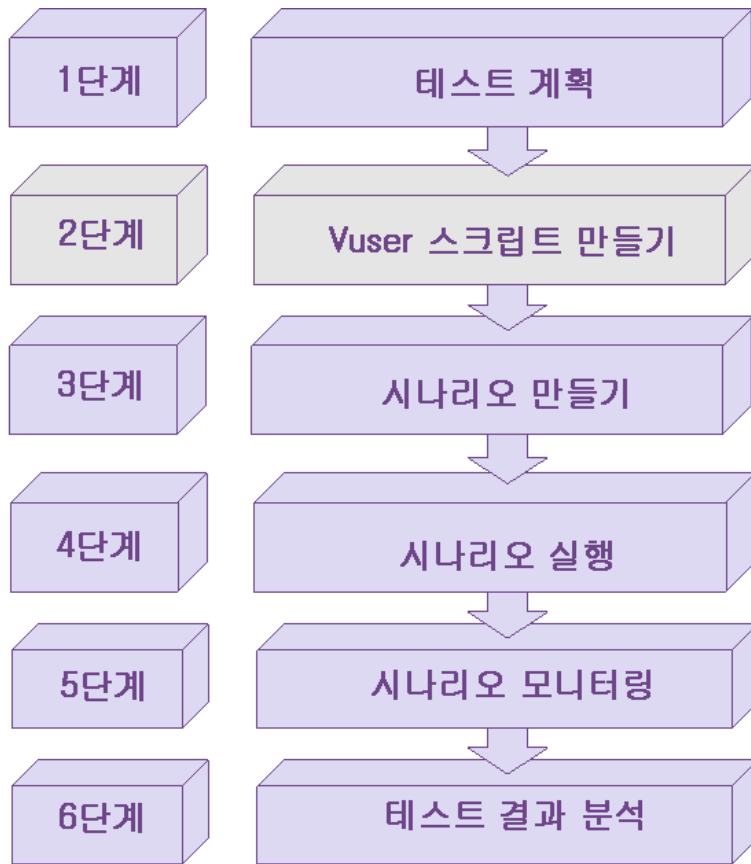 1단계
테스트 계획
2단계
Vuser 스크립트 만들기
3단계
시나리오 만들기
4단계
시나리오 실행
5단계
시나리오 모니터링
6단계
테스트 결과 분석